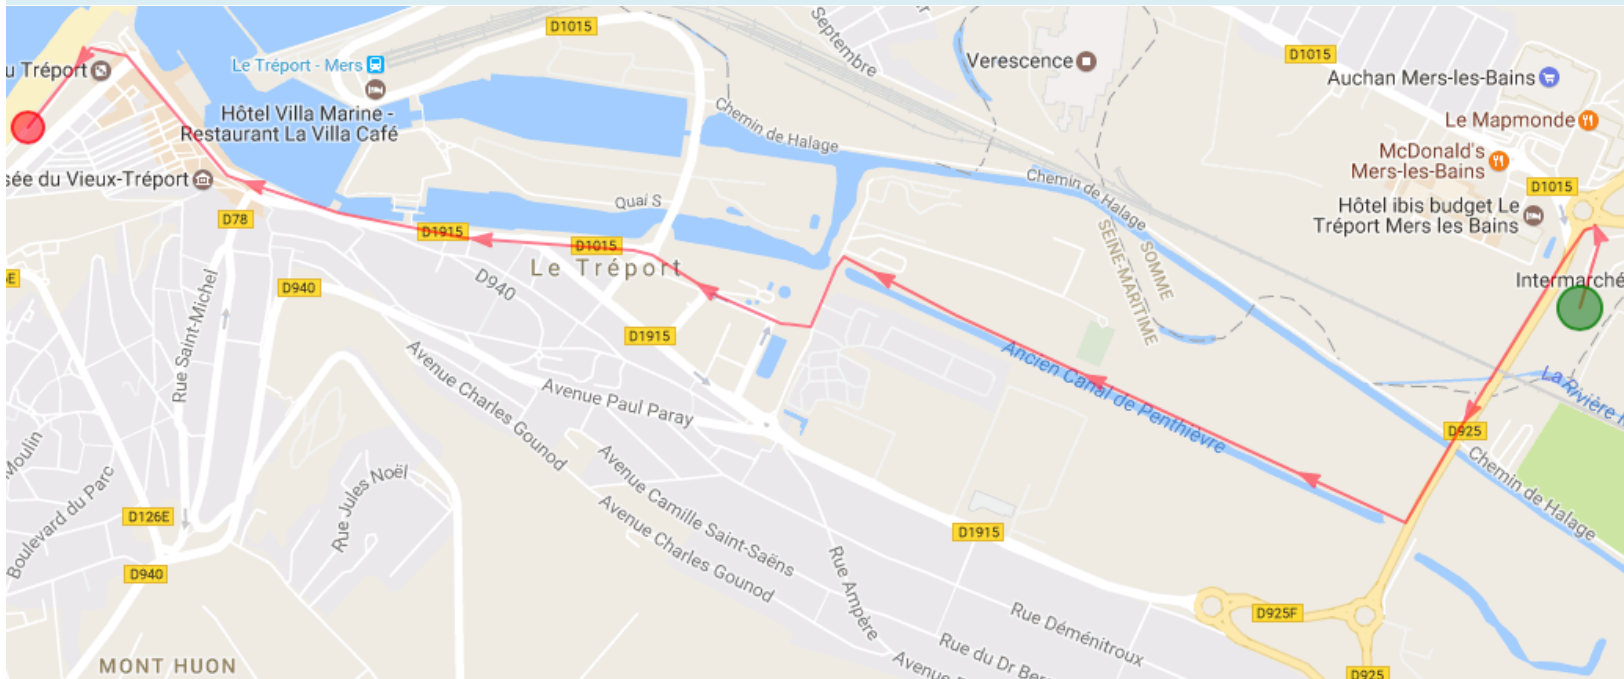 D1015
Septembre
Verescence
D1015
u Tréport
Le Tréport - Mers
Auchan Mers-les-Bains
Hôtel Villa Marine -
Restaurant La Villa Café
Chemin de Halage
Le Mapmonde
McDonald's
Mers-les-Bains
sée du Vieux-Tréport
Chemin de Halage
D1015
Quai S
Hôtel ibis budget Le
Tréport Mers les Bains
D78
D1915
D1015
SOMME
SEINE-MARITIME
Le Tréport
D940
D940
Intermarché
Rue Saint-Michel
D1915
Ancien Canal de Penthièvre
La Rivière
Avenue Charles Gounod
Avenue Paul Paray
D925
Moulin
Boulevard du Parc
Rue Jules Noël
Avenue Camille Saint-Saëns
Chemin de Halage
D126E
Avenue Charles Gounod
D1915
D940
Rue Ampère
D925F
Rue Déménitroux
Rue du Dr Ber
MONT HUON
Avenue
D925